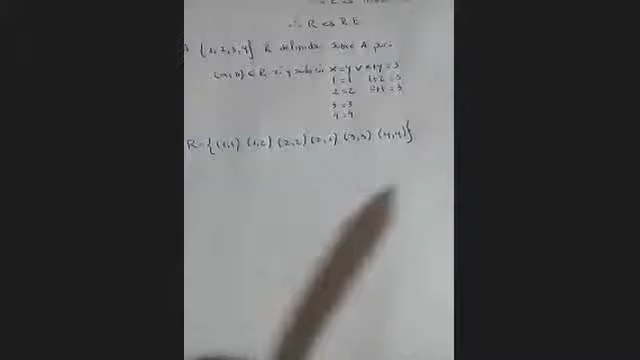 ∴ R es RE
A {1,2,3,4} R definida sobre A por
∈ R si y solo si x=y v x+y=3
1=1 1+2=3
2=2 2+1=3
3=3
4=4
R={(1,1) (1,2) (2,2) (2,1) (3,3) (4,4)}